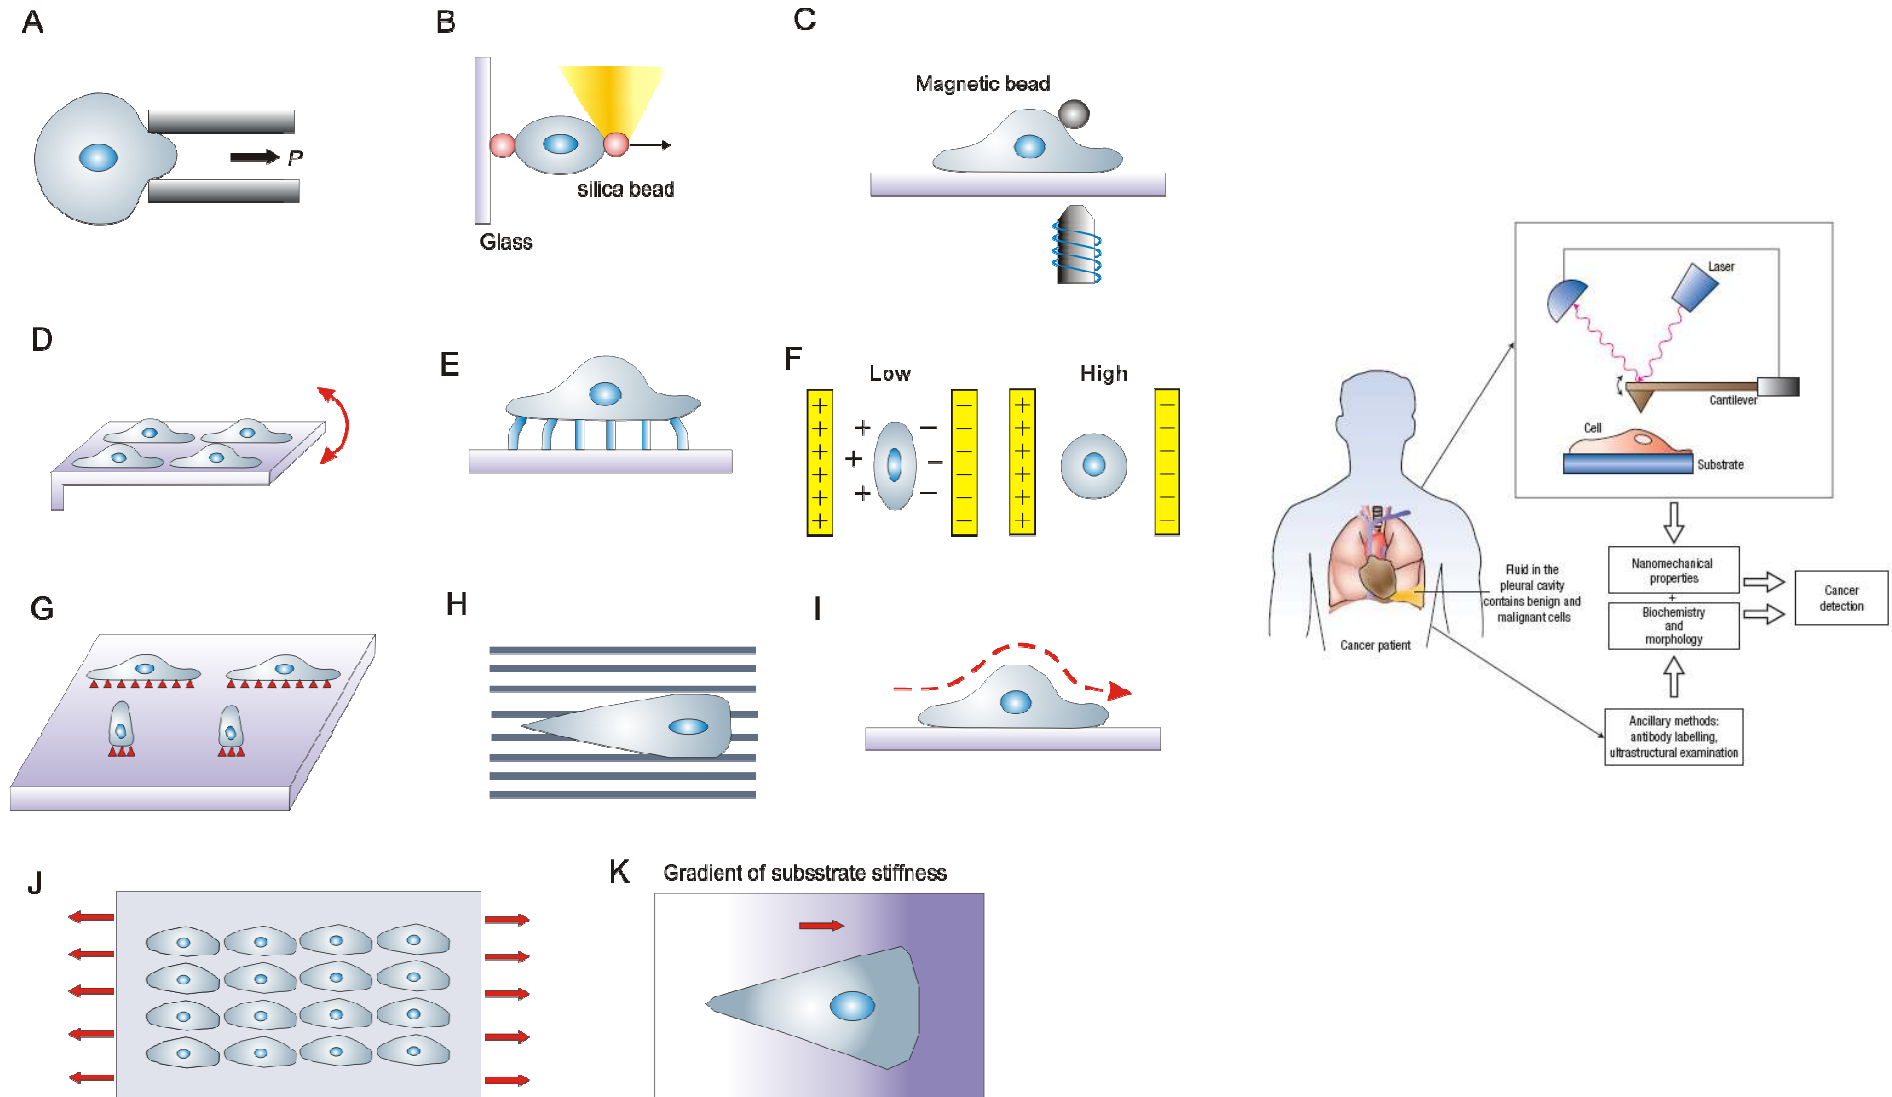 A
B
C
Magnetic bead
P
silica bead
Glass
D
E
F
Low
High
+ + + + + +
+ + +
− − −
− − − − − −
+ + + + + +
− − − − − −
G
H
I
J
K
Gradient of subsstrate stiffness
Laser
Cantilever
Cell
Substrate
Fluid in the
pleural cavity
contains benign and
malignant cells
Cancer patient
Nanomechanical
properties
+
Biochemistry
and
morphology
Cancer
detection
Ancillary methods:
antibody labelling,
ultrastructural examination